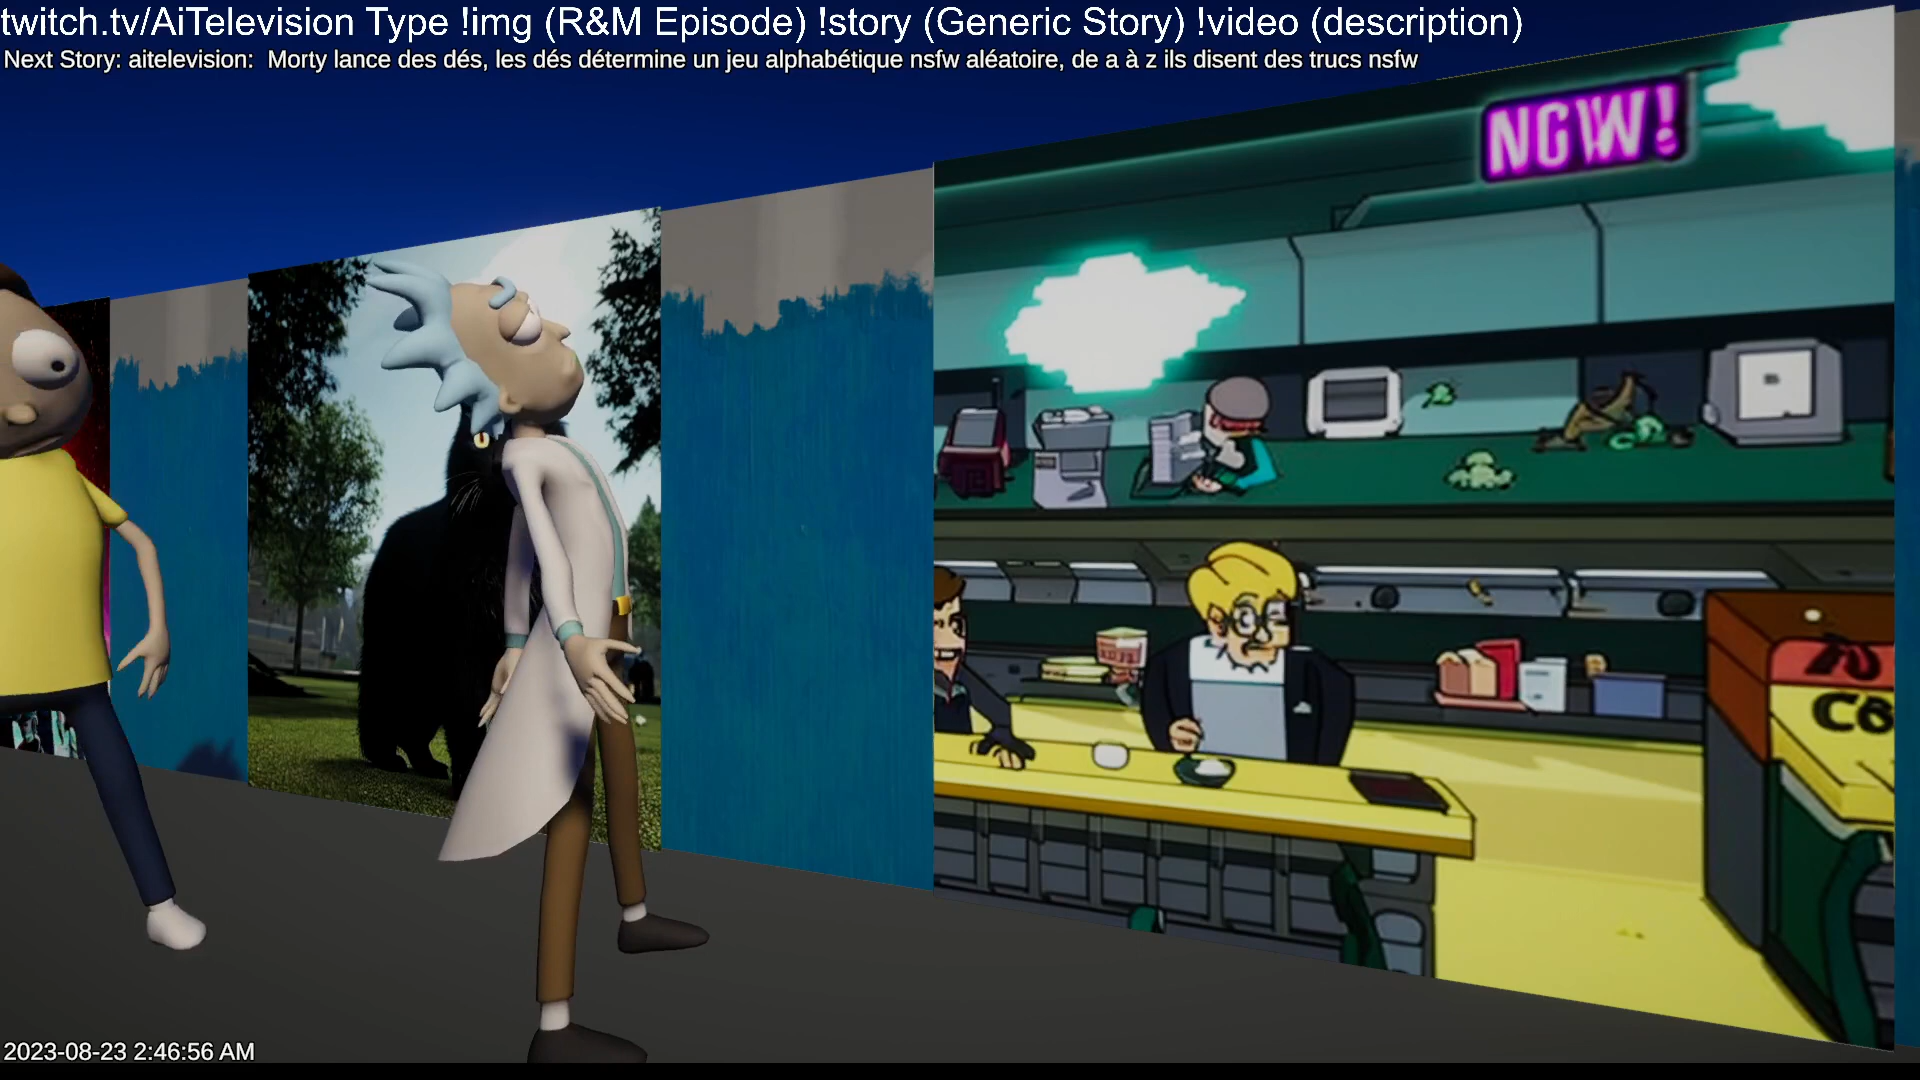 twitch.tv/AiTelevision Type !img (R&M Episode) !story (Generic Story) !video (description)
Next Story: aitelevision:  Morty lance des dés, les dés détermine un jeu alphabétique nsfw aléatoire, de a à z ils disent des trucs nsfw
NGW!
2023-08-23 2:46:56 AM